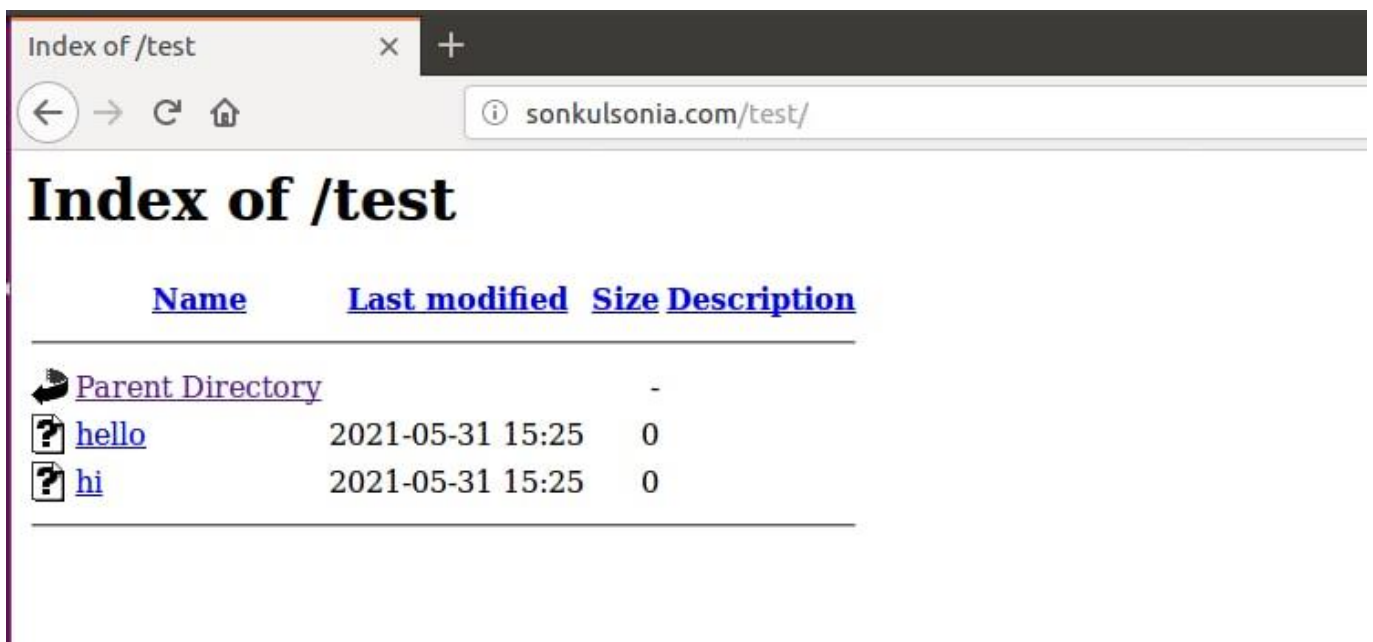 Index of /test
sonkulsonia.com/test/
Index of /test
Name Last modified Size Description
Parent Directory -
hello 2021-05-31 15:25 0
hi 2021-05-31 15:25 0